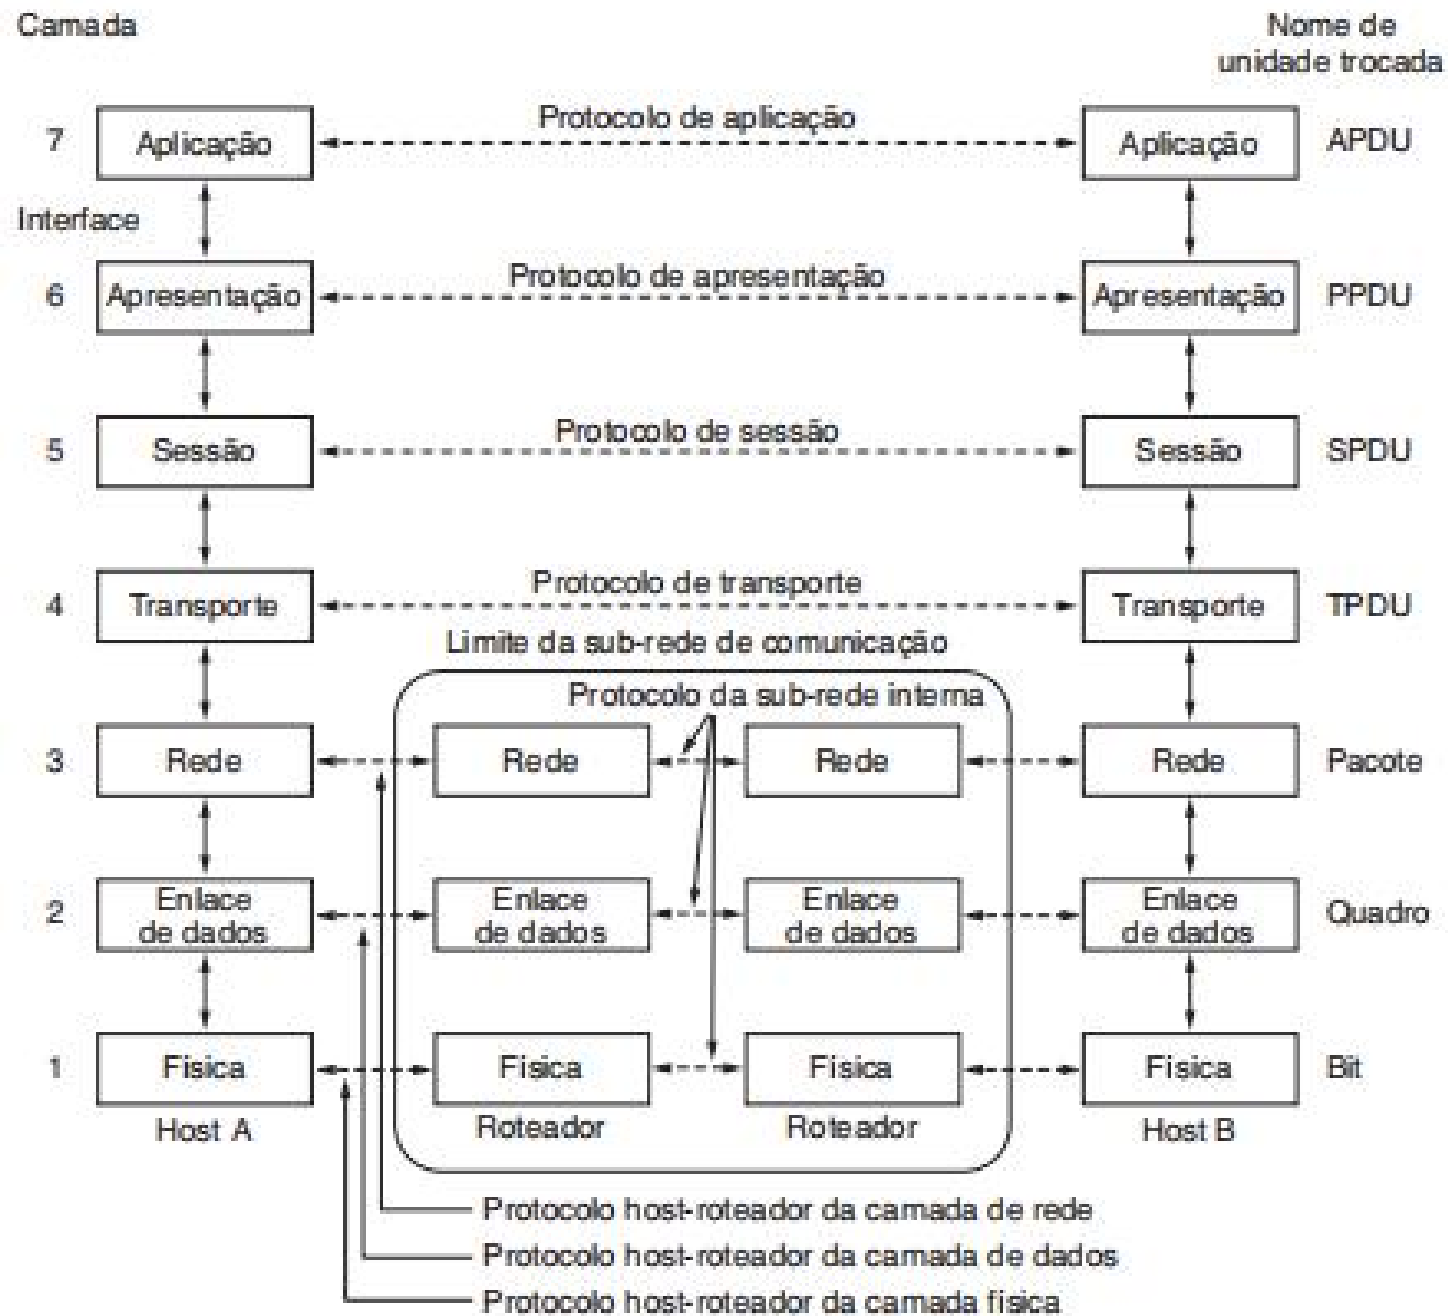 Camada
Nome de
unidade trocada
7
Aplicação
Protocolo de aplicação
Aplicação
APDU
Interface
6
Apresentação
Protocolo de apresentação
Apresentação
PPDU
5
Sessão
Protocolo de sessão
Sessão
SPDU
4
Transporte
Protocolo de transporte
Transporte
TPDU
Limite da sub-rede de comunicação
Protocolo da sub-rede interna
3
Rede
Rede
Rede
Rede
Pacote
2
Enlace
de dados
Enlace
de dados
Enlace
de dados
Enlace
de dados
Quadro
1
Física
Física
Física
Física
Bit
Host A
Roteador
Roteador
Host B
Protocolo host-roteador da camada de rede
Protocolo host-roteador da camada de dados
Protocolo host-roteador da camada física